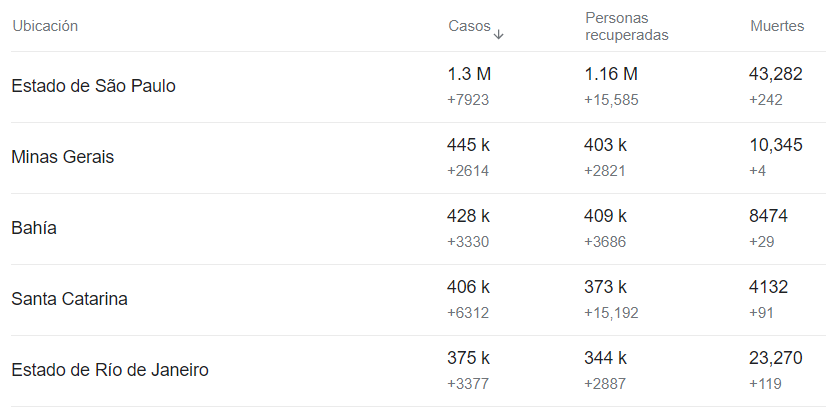 Ubicación Casos ↓ Personas recuperadas Muertes
Estado de São Paulo 1.3 M 1.16 M 43,282
+7923 +15,585 +242
Minas Gerais 445 k 403 k 10,345
+2614 +2821 +4
Bahía 428 k 409 k 8474
+3330 +3686 +29
Santa Catarina 406 k 373 k 4132
+6312 +15,192 +91
Estado de Río de Janeiro 375 k 344 k 23,270
+3377 +2887 +119